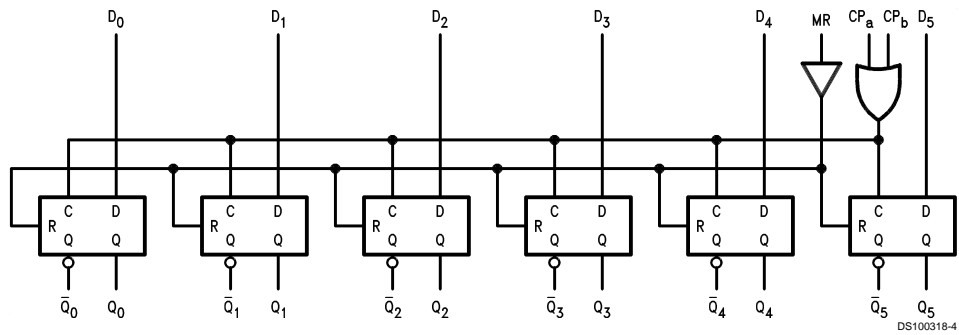 D0 D1 D2 D3 D4 MR CPa CPb D5
C D C D C D C D C D C D
R R R R R R
Q Q Q Q Q Q Q Q Q Q Q Q
Q̅0 Q0 Q̅1 Q1 Q̅2 Q2 Q̅3 Q3 Q̅4 Q4 Q̅5 Q5
DS100318-4